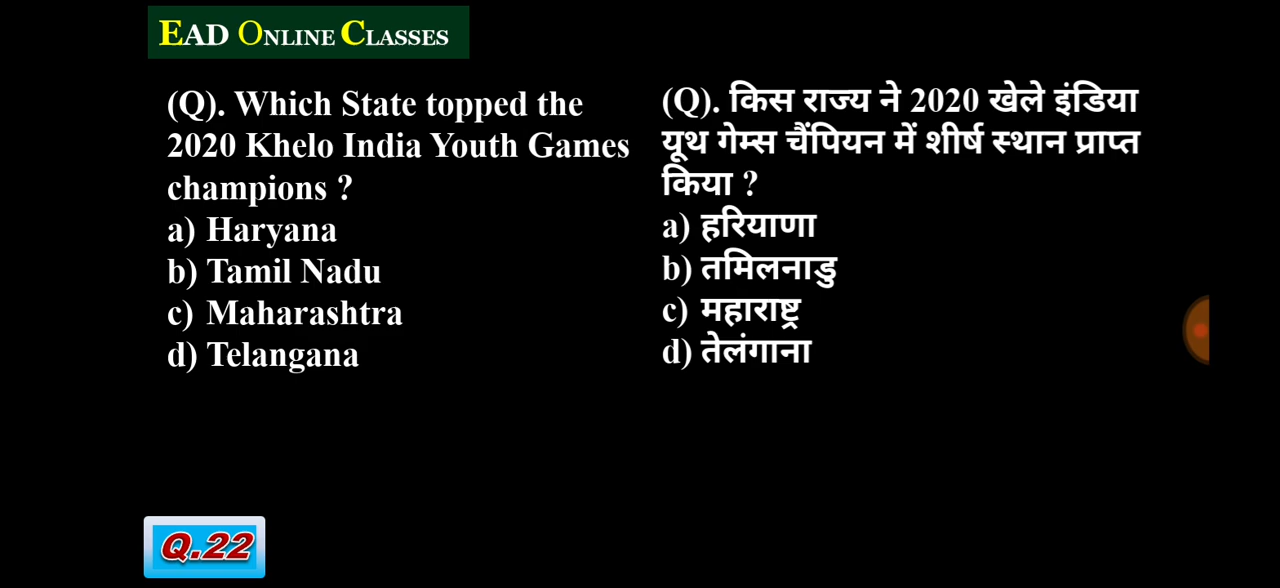 EAD ONLINE CLASSES
(Q). Which State topped the
2020 Khelo India Youth Games
champions ?
a) Haryana
b) Tamil Nadu
c) Maharashtra
d) Telangana
(Q). किस राज्य ने 2020 खेले इंडिया
यूथ गेम्स चैंपियन में शीर्ष स्थान प्राप्त
किया ?
a) हरियाणा
b) तमिलनाडु
c) महाराष्ट्र
d) तेलंगाना
Q.22